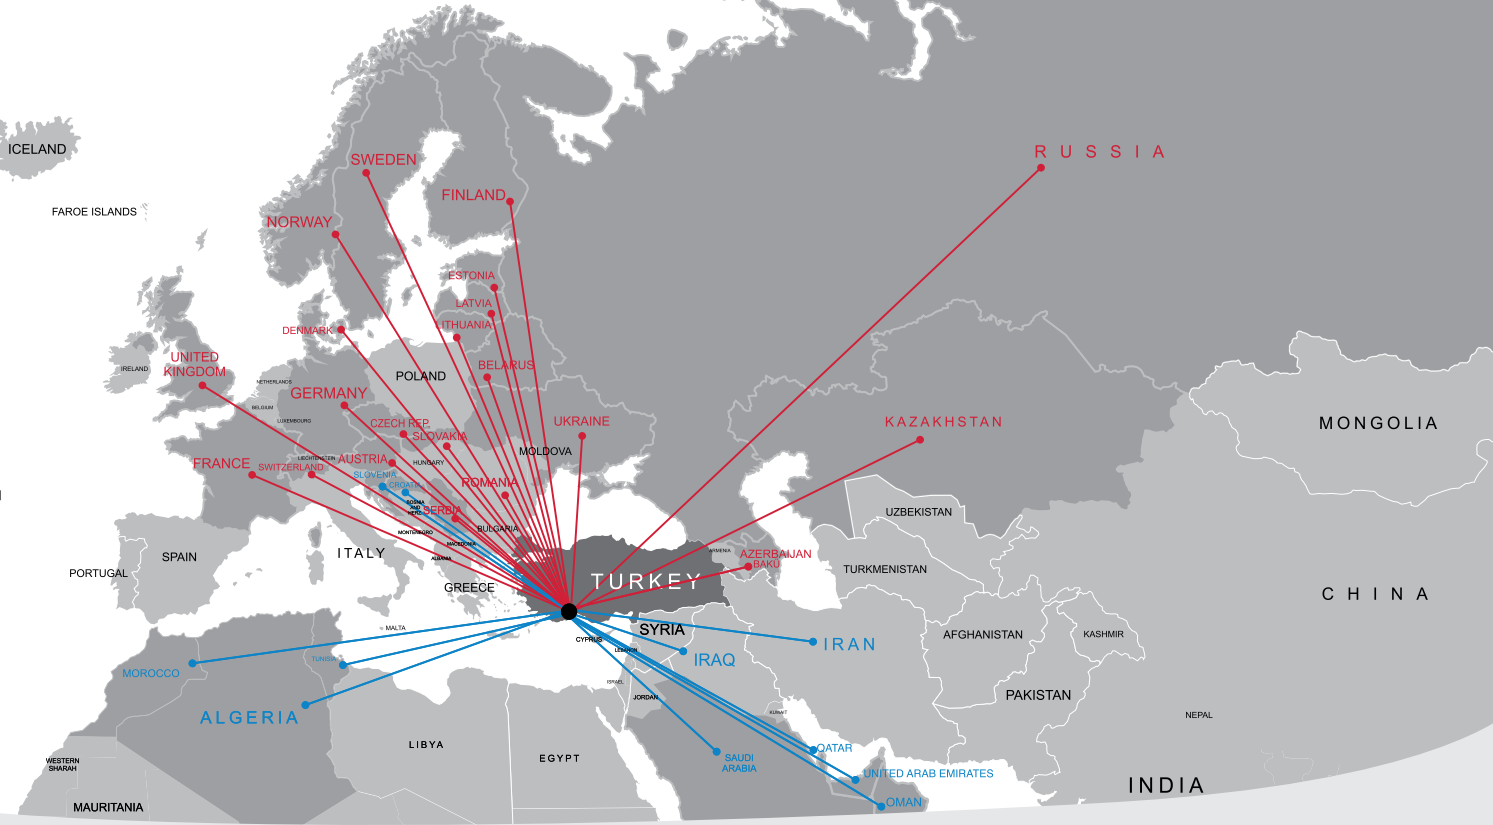 SWEDEN
RUSSIA
ICELAND
FINLAND
FAROE ISLANDS
NORWAY
ESTONIA
LATVIA
LITHUANIA
DENMARK
UNITED
KINGDOM
IRELAND
BELARUS
POLAND
NETHERLANDS
GERMANY
BELGIUM
LUXEMBOURG
CZECH REP.
UKRAINE
KAZAKHSTAN
MONGOLIA
SLOVAKIA
MOLDOVA
LIECHTENSTEIN
AUSTRIA
HUNGARY
FRANCE
SWITZERLAND
SLOVENIA
CROATIA
ROMANIA
BOSNIA
AND
HERZ.
SERBIA
UZBEKISTAN
BULGARIA
MONTENEGRO
MACEDONIA
ITALY
ALBANIA
ARMENIA
AZERBAIJAN
BAKU
SPAIN
PORTUGAL
TURKMENISTAN
GREECE
TURKEY
CHINA
MALTA
SYRIA
CYPRUS
LEBANON
AFGHANISTAN
KASHMIR
IRAN
IRAQ
TUNISIA
MOROCCO
ISRAEL
JORDAN
PAKISTAN
KUWAIT
NEPAL
ALGERIA
LIBYA
EGYPT
QATAR
SAUDI
ARABIA
WESTERN
SHARAH
UNITED ARAB EMIRATES
INDIA
OMAN
MAURITANIA